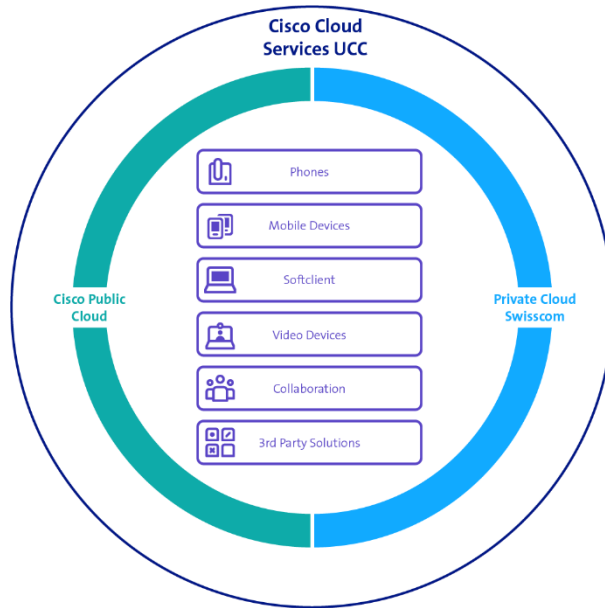 Cisco Cloud
Services UCC
Phones
Mobile Devices
Softclient
Cisco Public
Cloud
Private Cloud
Swisscom
Video Devices
Collaboration
3rd Party Solutions